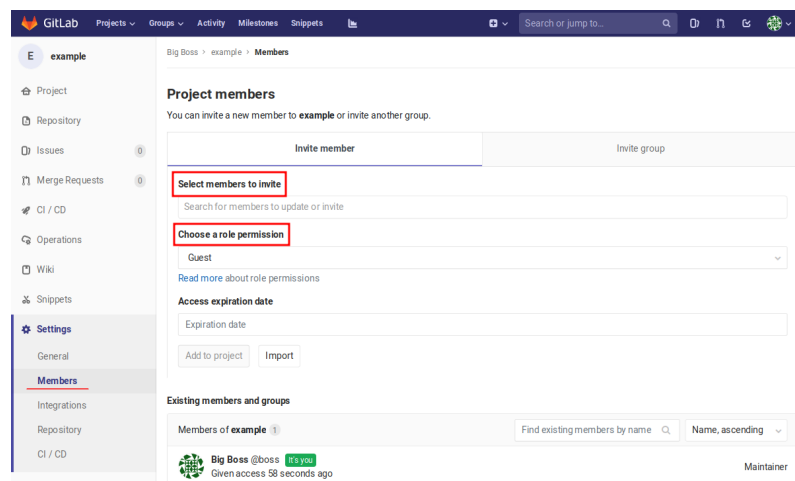 GitLab Projects Groups Activity Milestones Snippets Search or jump to...
E example
Project
Repository
Issues 0
Merge Requests 0
CI / CD
Operations
Wiki
Snippets
Settings
General
Members
Integrations
Repository
CI / CD
Big Boss > example > Members
Project members
You can invite a new member to example or invite another group.
Invite member Invite group
Select members to invite
Search for members to update or invite
Choose a role permission
Guest
Read more about role permissions
Access expiration date
Expiration date
Add to project Import
Existing members and groups
Members of example 1 Find existing members by name Name, ascending
Big Boss @boss It's you
Given access 58 seconds ago
Maintainer